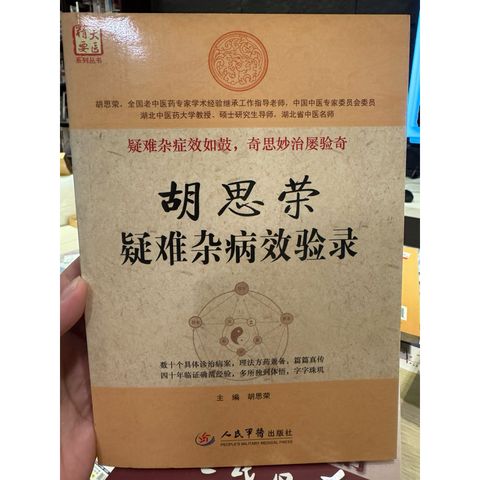 大医
精要
系列丛书
胡思荣，全国老中医药专家学术经验继承工作指导老师，中国中医专家委员会委员
湖北中医药大学教授、硕士研究生导师，湖北省中医名师
疑难杂症效如鼓，奇思妙治屡验奇
胡思荣
疑难杂病效验录
数十个具体诊治病案，理法方药兼备，篇篇真传
四十年临证确凿经验，多所独到体悟，字字珠玑
主 编 胡思荣
人民军医出版社
PEOPLE'S MILITARY MEDICAL PRESS